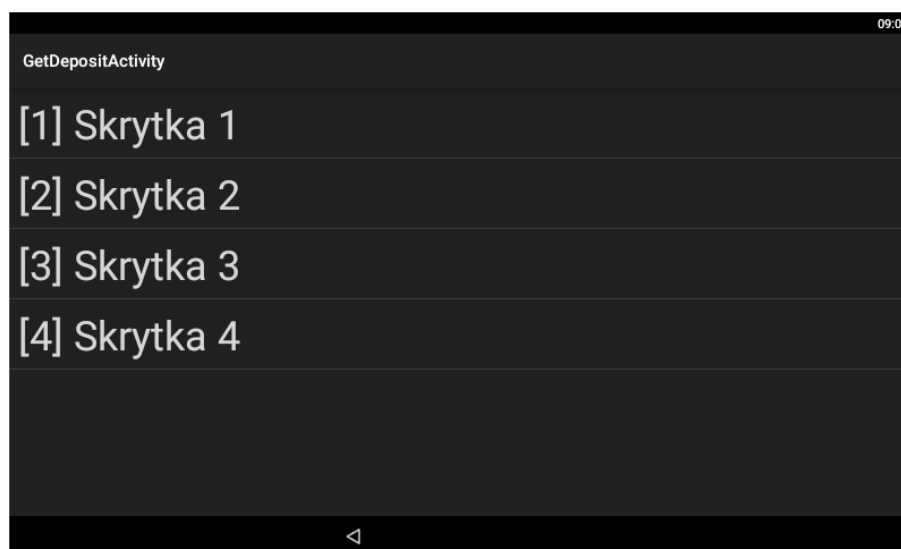 09:0
GetDepositActivity
[1] Skrytka 1
[2] Skrytka 2
[3] Skrytka 3
[4] Skrytka 4